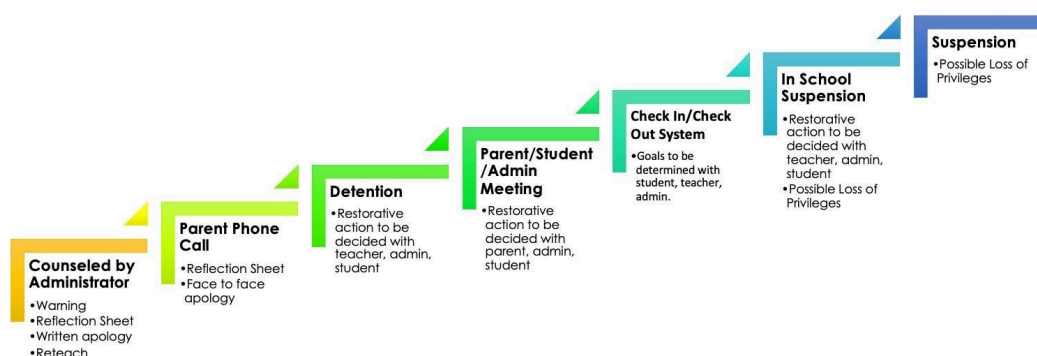 Counseled by
Administrator
•Warning
•Reflection Sheet
•Written apology
•Reteach
Parent Phone
Call
•Reflection Sheet
•Face to face
apology
Detention
•Restorative
action to be
decided with
teacher, admin,
student
Parent/Student
/Admin
Meeting
•Restorative
action to be
decided with
parent, admin,
student
Check In/Check
Out System
•Goals to be
determined with
student, teacher,
admin.
In School
Suspension
•Restorative
action to be
decided with
teacher, admin,
student
•Possible Loss of
Privileges
Suspension
•Possible Loss of
Privileges